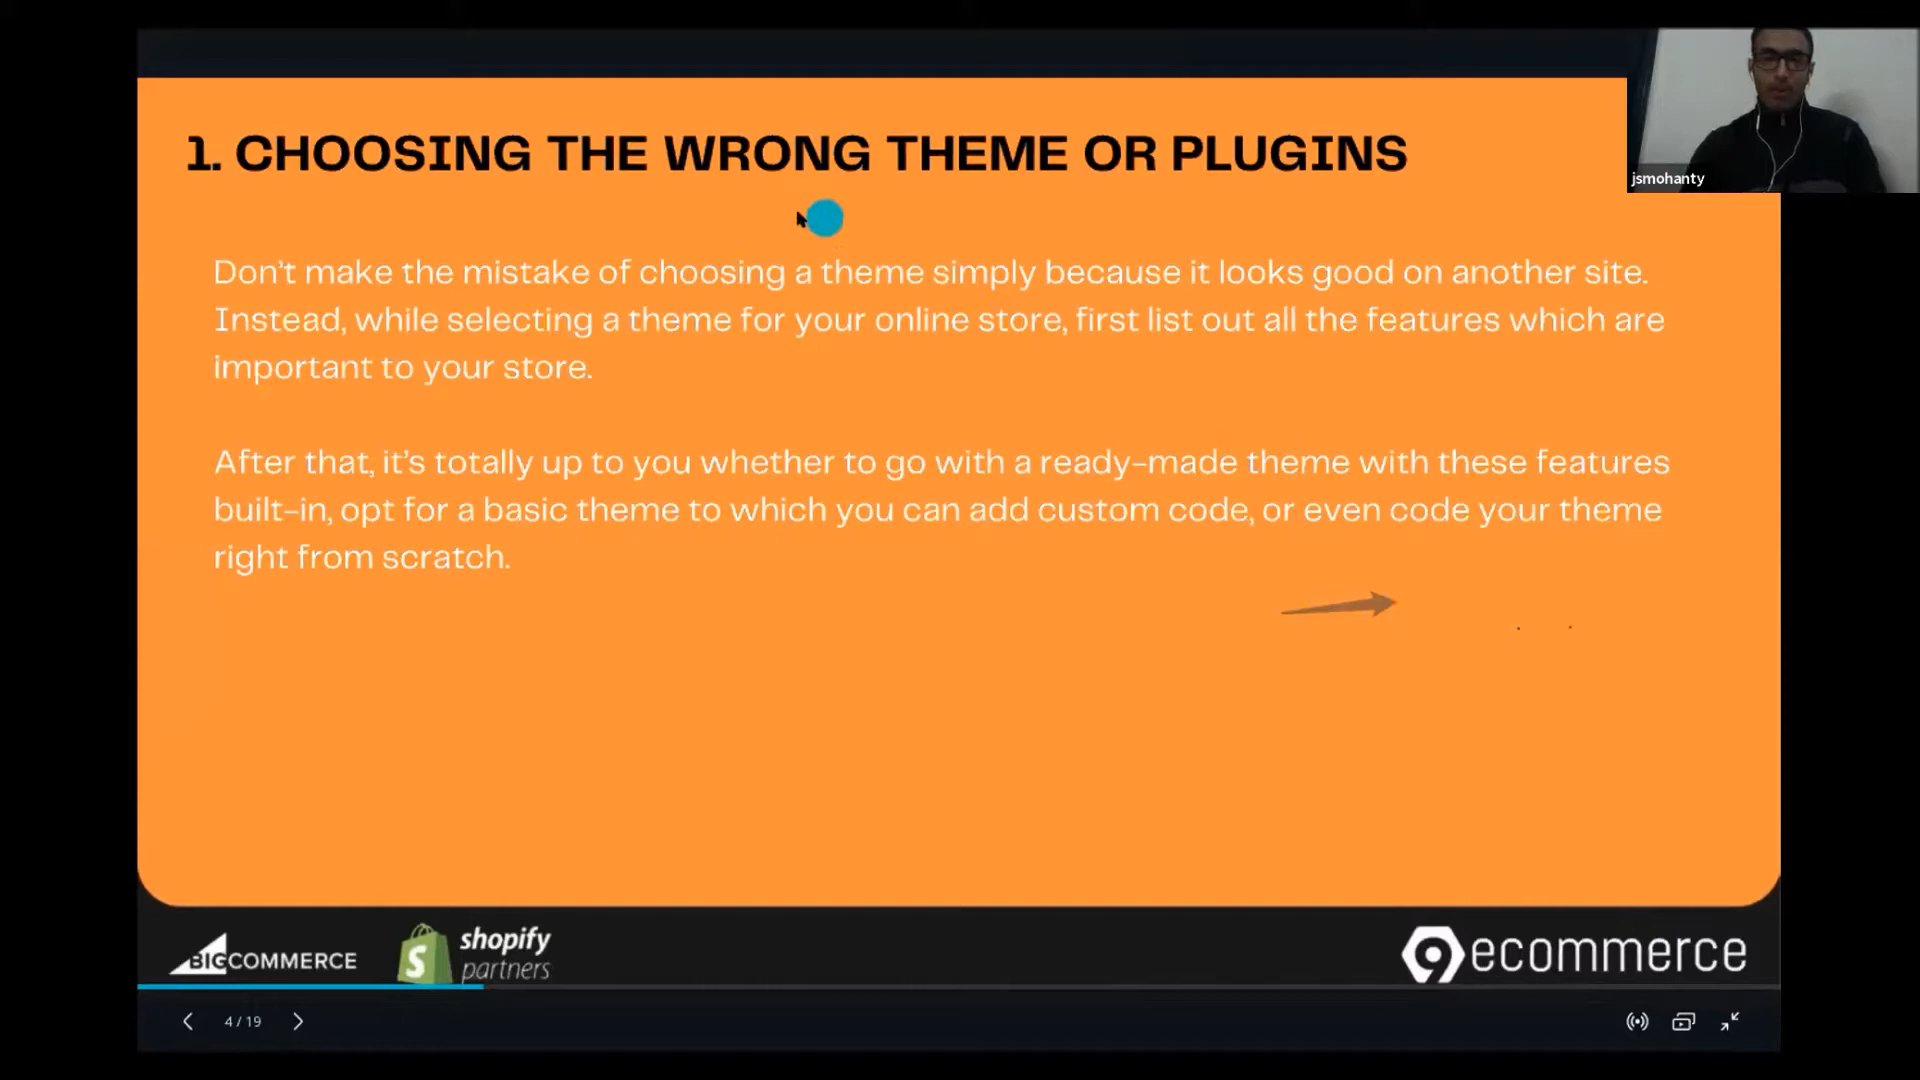 1. CHOOSING THE WRONG THEME OR PLUGINS
jsmohanty
Don't make the mistake of choosing a theme simply because it looks good on another site.
Instead, while selecting a theme for your online store, first list out all the features which are
important to your store.
After that, it's totally up to you whether to go with a ready-made theme with these features
built-in, opt for a basic theme to which you can add custom code, or even code your theme
right from scratch.
BIGCOMMERCE
shopify
partners
9ecommerce
4 / 19